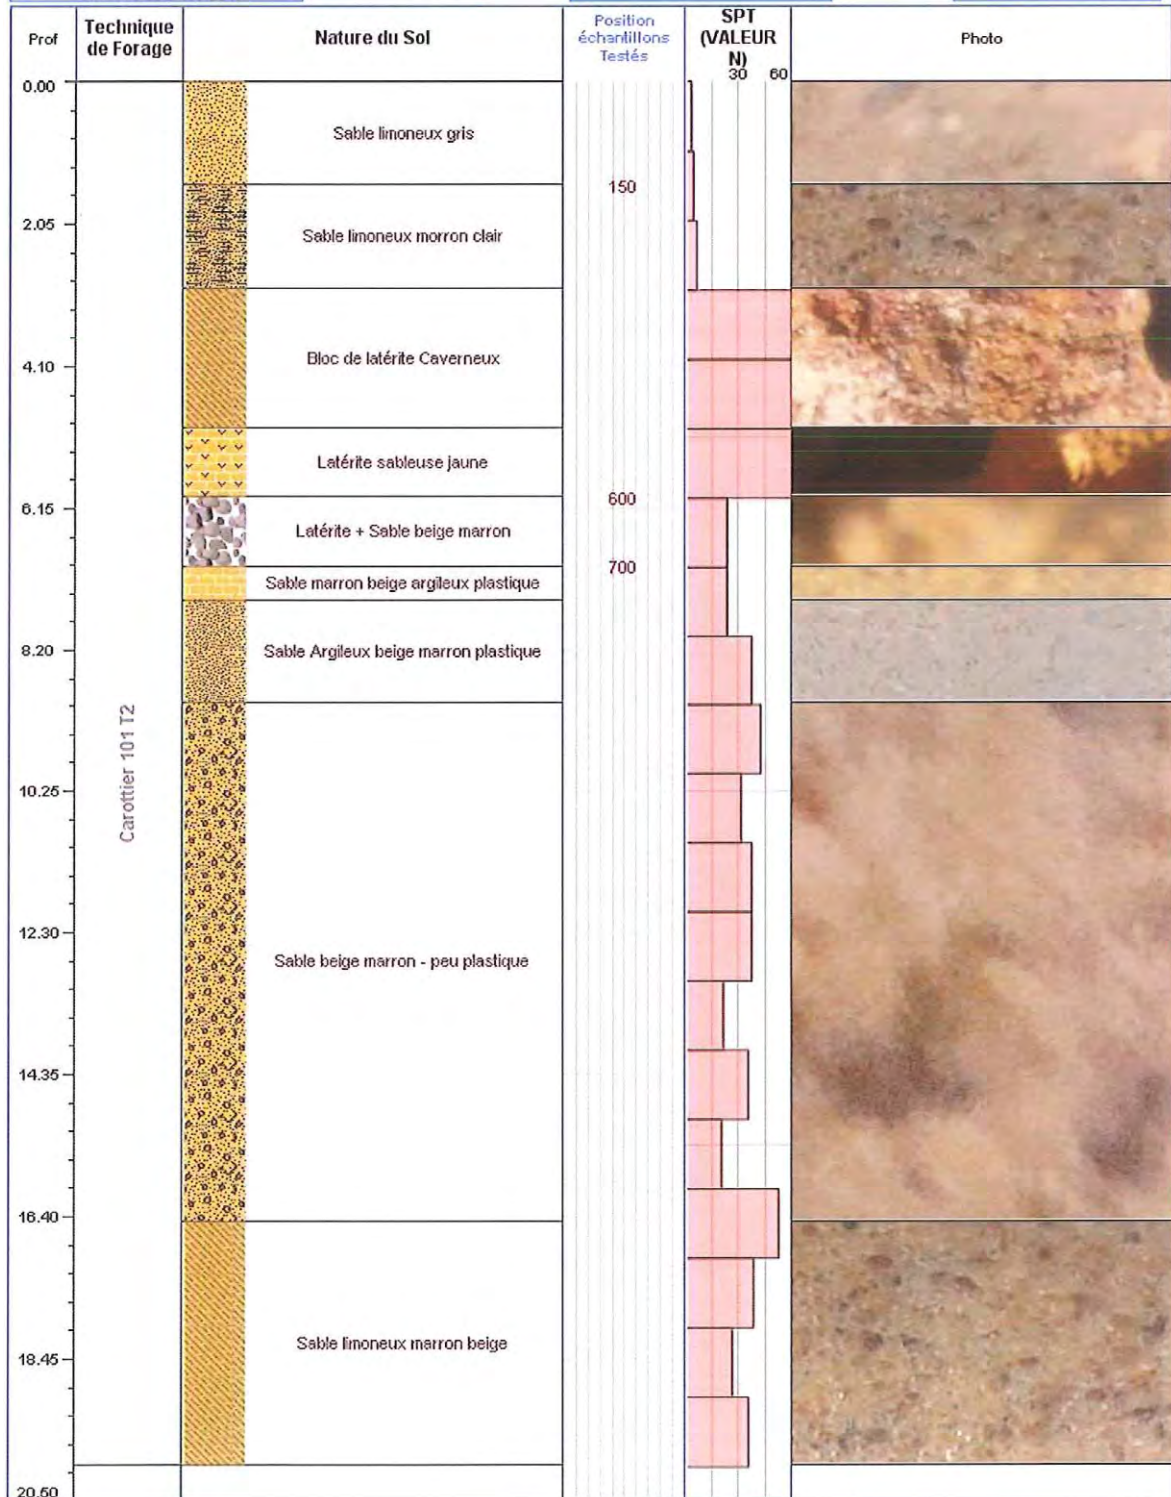 Prof
Technique
de Forage
Nature du Sol
Position
échantillons
Testés
SPT
(VALEUR
N)
30 60
Photo
0.00
Sable limoneux gris
150
2.05
Sable limoneux morron clair
Bloc de latérite Caverneux
4.10
Latérite sableuse jaune
600
6.15
Latérite + Sable beige marron
700
Sable marron beige argileux plastique
8.20
Sable Argileux beige marron plastique
Carottier 101 T2
10.25
12.30
Sable beige marron - peu plastique
14.35
16.40
Sable limoneux marron beige
18.45
20.50